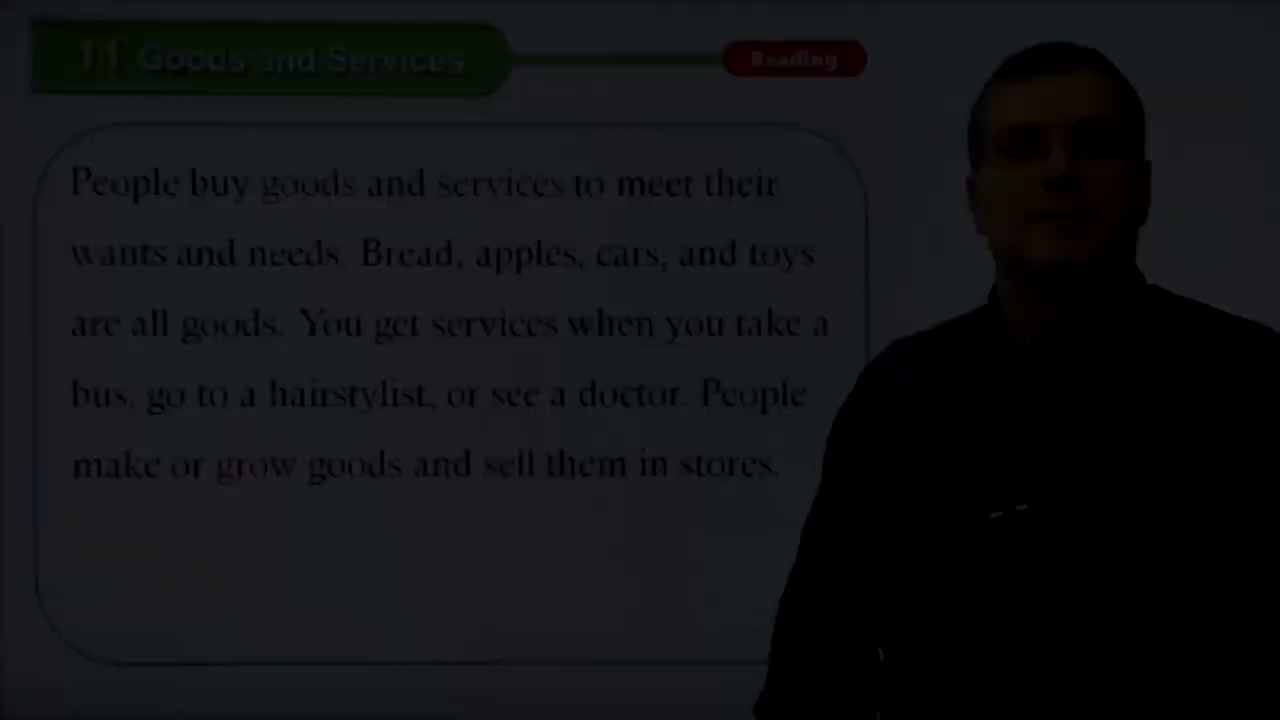 11 Goods and Services
Reading
People buy goods and services to meet their
wants and needs. Bread, apples, cars, and toys
are all goods. You get services when you take a
bus, go to a hairstylist, or see a doctor. People
make or grow goods and sell them in stores.